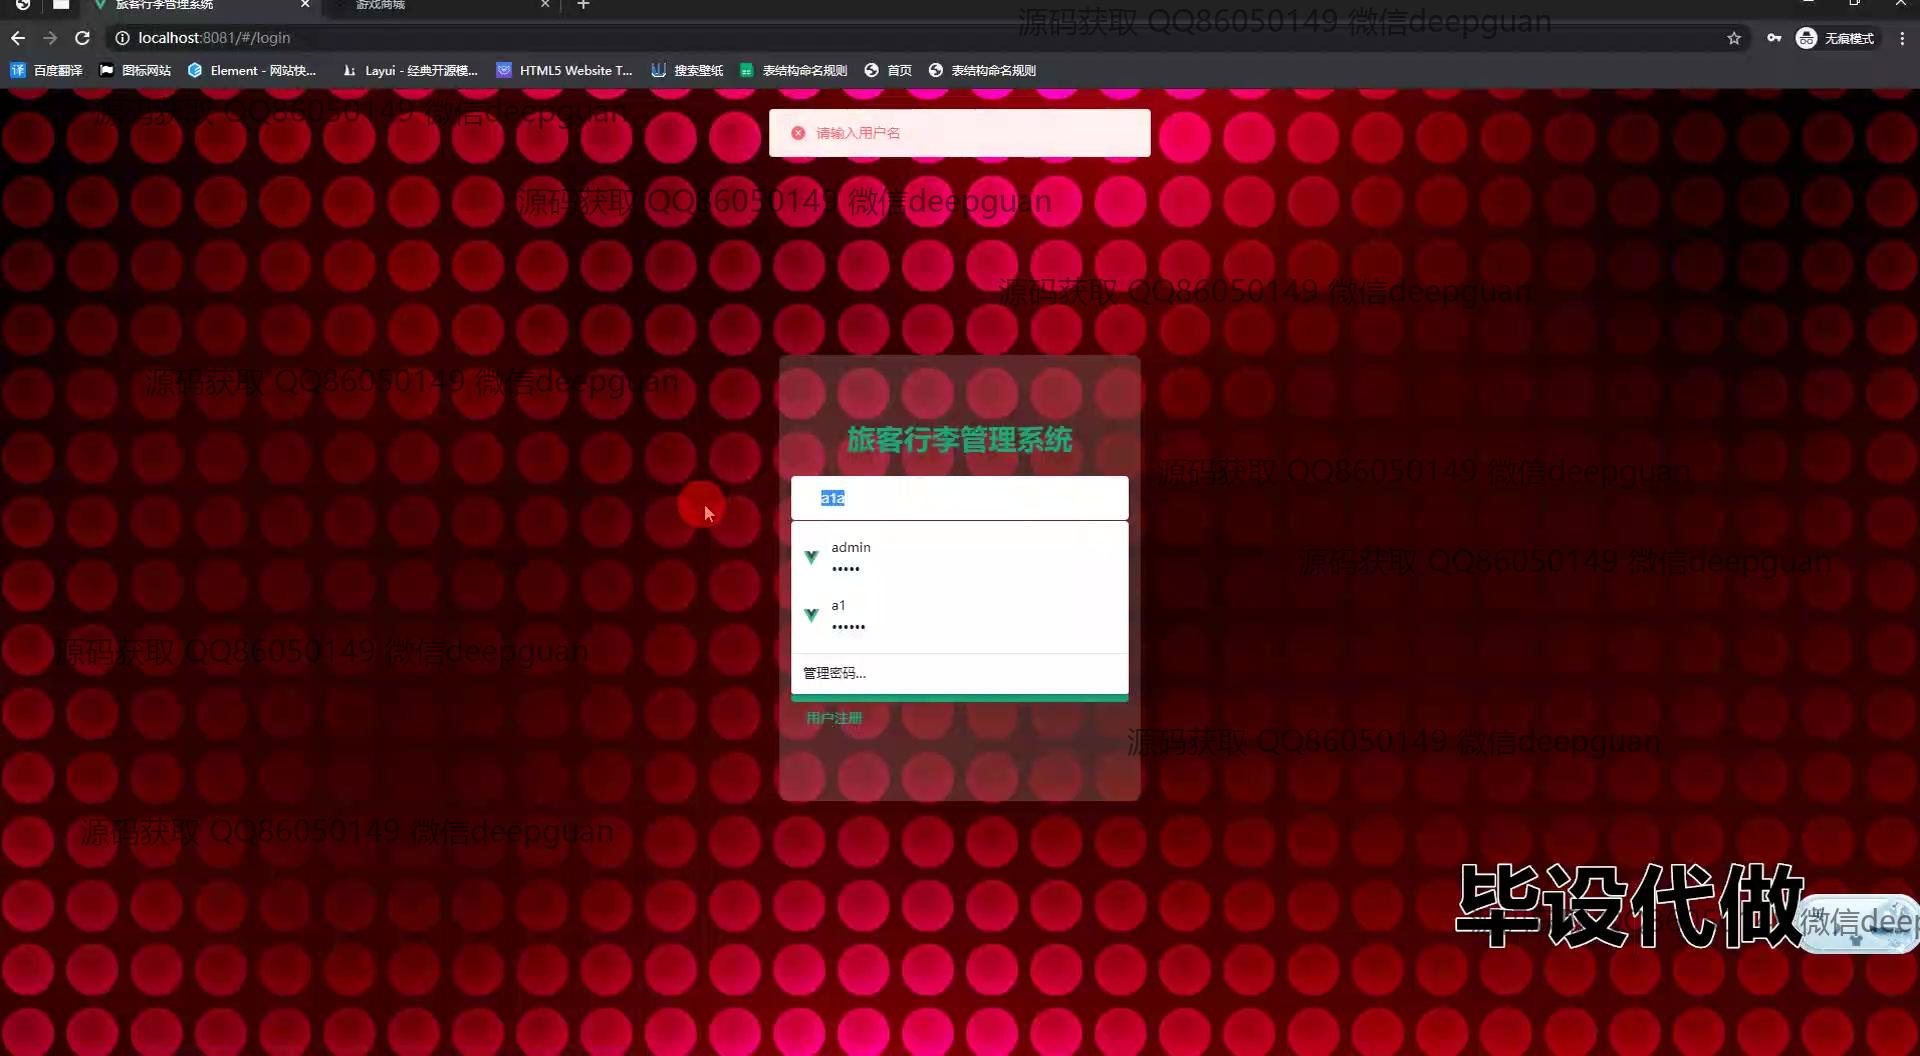 旅客行李管理系统
游戏商城
localhost:8081/#/login
无痕模式
百度翻译
图标网站
Element - 网站快...
Layui - 经典开源模...
HTML5 Website T...
搜索壁纸
表结构命名规则
首页
表结构命名规则
源码获取 QQ86050149 微信deepguan
源码获取 QQ86050149 微信deepguan
请输入用户名
源码获取 QQ86050149 微信deepguan
源码获取 QQ86050149 微信deepguan
源码获取 QQ86050149 微信deepguan
旅客行李管理系统
源码获取 QQ86050149 微信deepguan
a1a
admin
•••••
源码获取 QQ86050149 微信deepguan
a1
••••••
源码获取 QQ86050149 微信deepguan
管理密码...
用户注册
源码获取 QQ86050149 微信deepguan
源码获取 QQ86050149 微信deepguan
毕设代做
微信deep